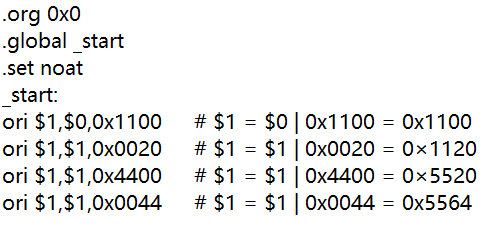 .org 0x0
.global _start
.set noat
_start:
ori $1,$0,0x1100 # $1 = $0 | 0x1100 = 0x1100
ori $1,$1,0x0020 # $1 = $1 | 0x0020 = 0×1120
ori $1,$1,0x4400 # $1 = $1 | 0x4400 = 0×5520
ori $1,$1,0x0044 # $1 = $1 | 0x0044 = 0x5564